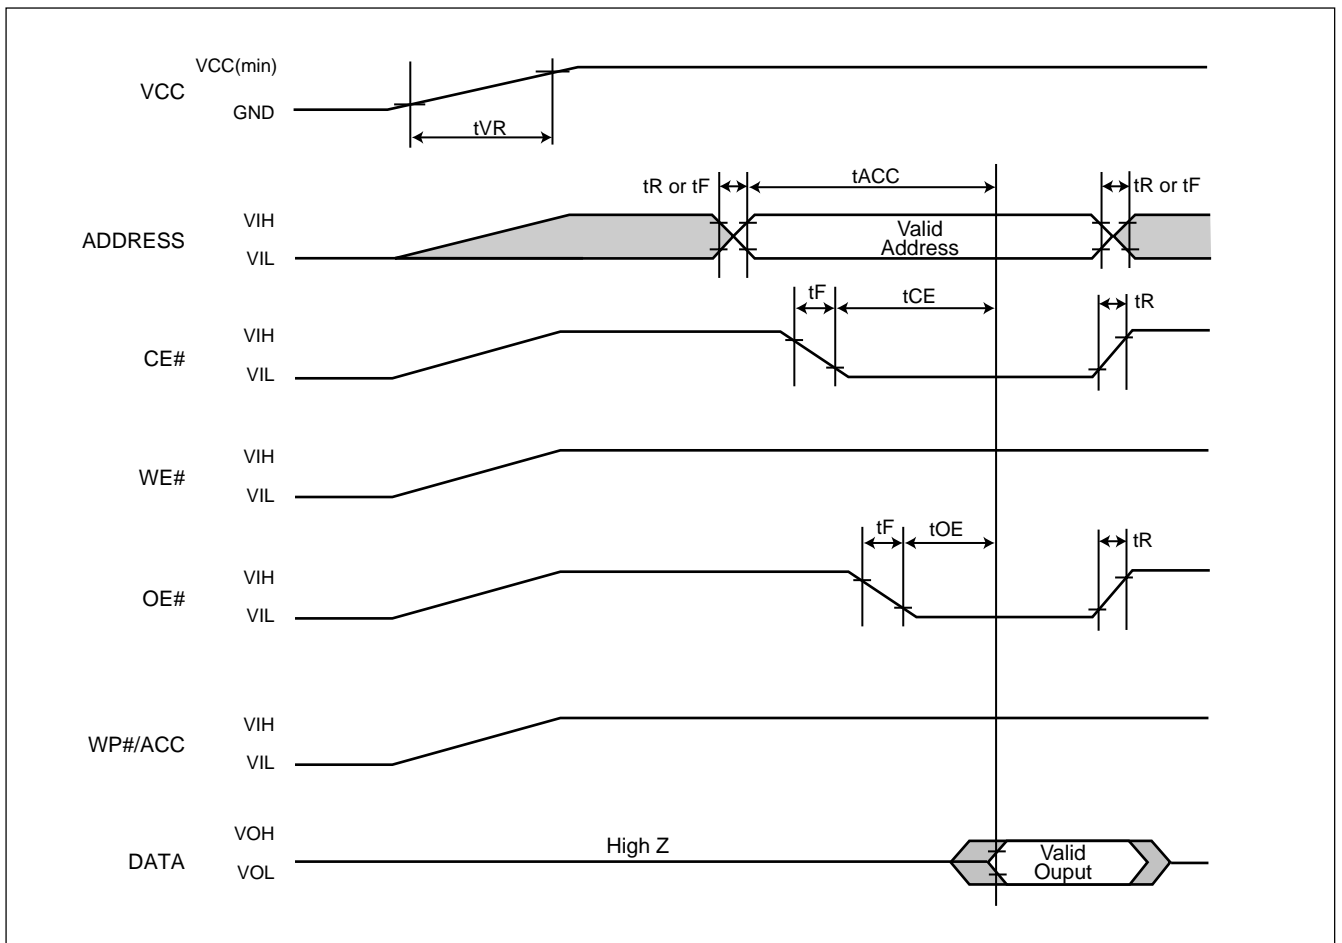 VCC(min)
VCC
GND
tVR
tR or tF
tACC
tR or tF
VIH
ADDRESS
VIL
Valid
Address
tF
tCE
tR
VIH
CE#
VIL
VIH
WE#
VIL
tF
tOE
tR
VIH
OE#
VIL
VIH
WP#/ACC
VIL
VOH
DATA
VOL
High Z
Valid
Ouput